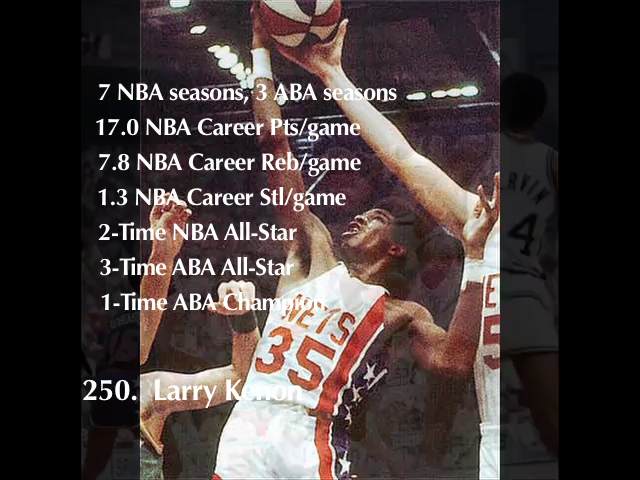 7 NBA seasons, 3 ABA seasons
17.0 NBA Career Pts/game
7.8 NBA Career Reb/game
1.3 NBA Career Stl/game
2-Time NBA All-Star
3-Time ABA All-Star
1-Time ABA Champion
NETS
35
250. Larry Kenon
4